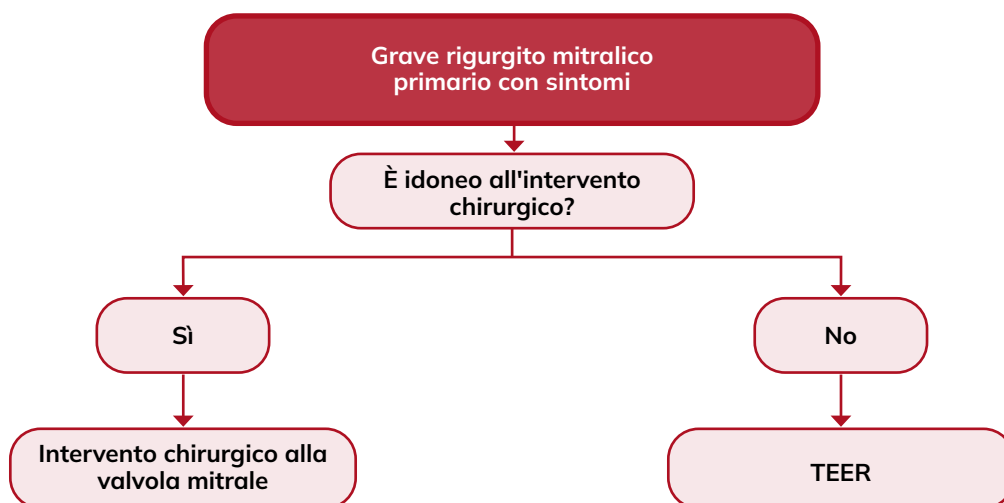 Grave rigurgito mitralico
primario con sintomi
È idoneo all'intervento
chirurgico?
Sì
No
Intervento chirurgico alla
valvola mitrale
TEER